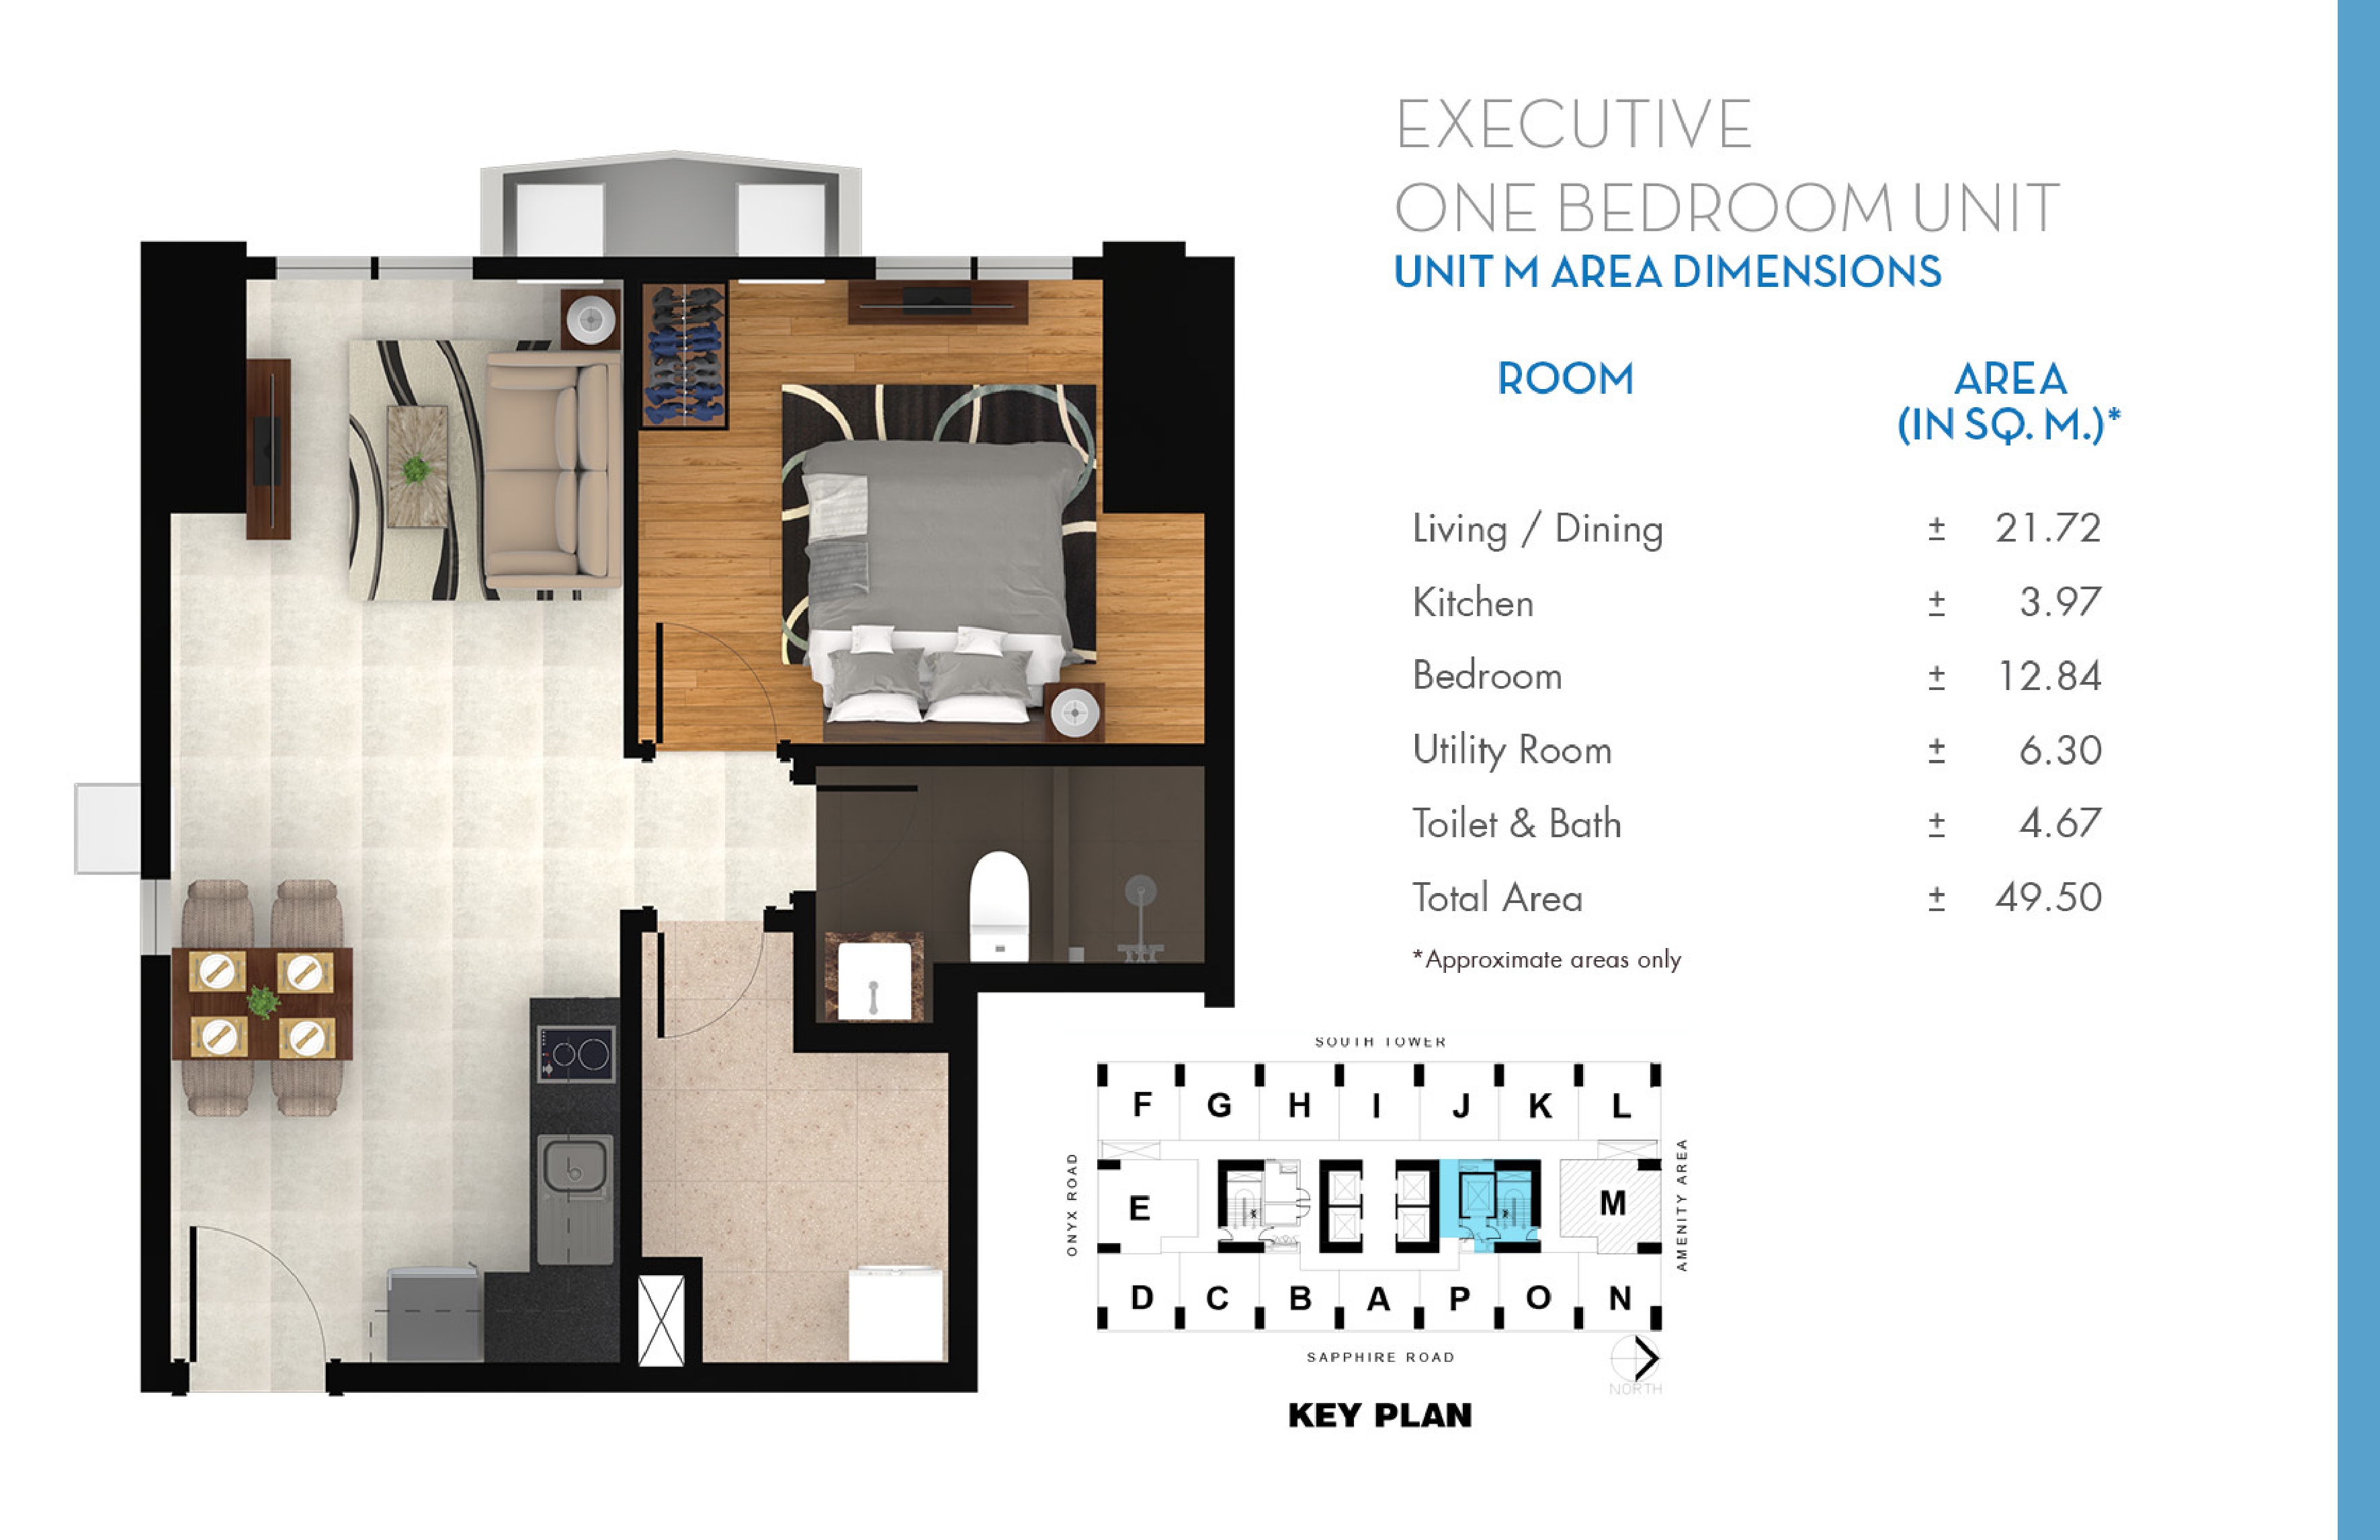 EXECUTIVE
ONE BEDROOM UNIT
UNIT M AREA DIMENSIONS
ROOM AREA
(IN SQ. M.)*
Living / Dining ± 21.72
Kitchen ± 3.97
Bedroom ± 12.84
Utility Room ± 6.30
Toilet & Bath ± 4.67
Total Area ± 49.50
*Approximate areas only
SOUTH TOWER
F G H I J K L
ONYX ROAD
E M
AMENITY AREA
D C B A P O N
SAPPHIRE ROAD
NORTH
KEY PLAN